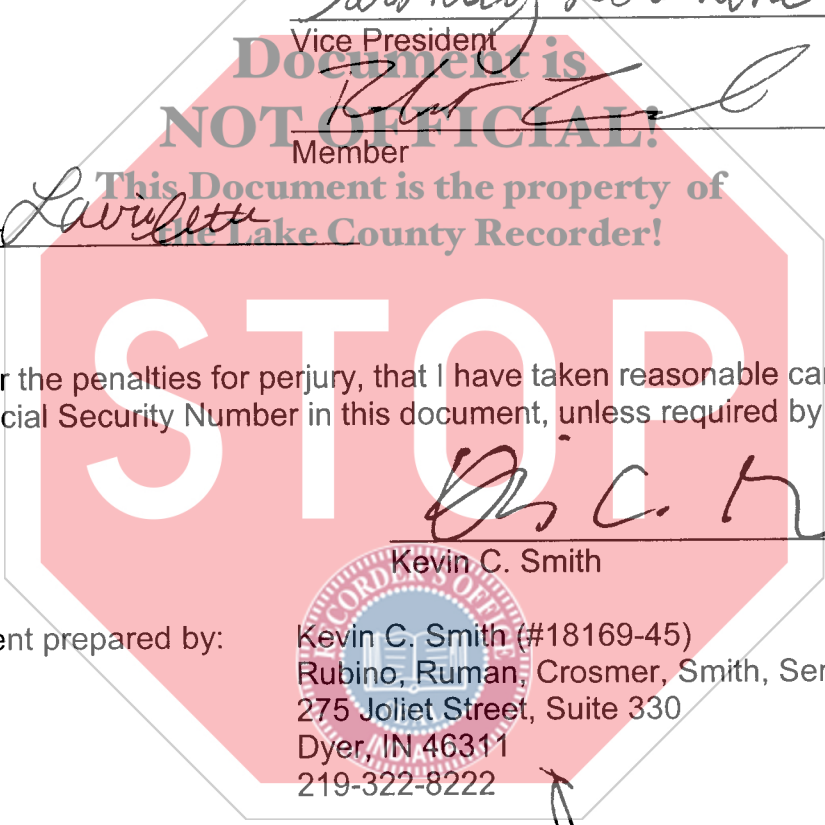 Vice President
Document is
NOT OFFICIAL!
Member
This Document is the property of
the Lake County Recorder!
STOP
r the penalties for perjury, that I have taken reasonable ca
cial Security Number in this document, unless required by
Kevin C. Smith
RECORDER'S OFFICE
ent prepared by: Kevin C. Smith (#18169-45)
Rubino, Ruman, Crosmer, Smith, Ser
275 Joliet Street, Suite 330
Dyer, IN 46311
219-322-8222